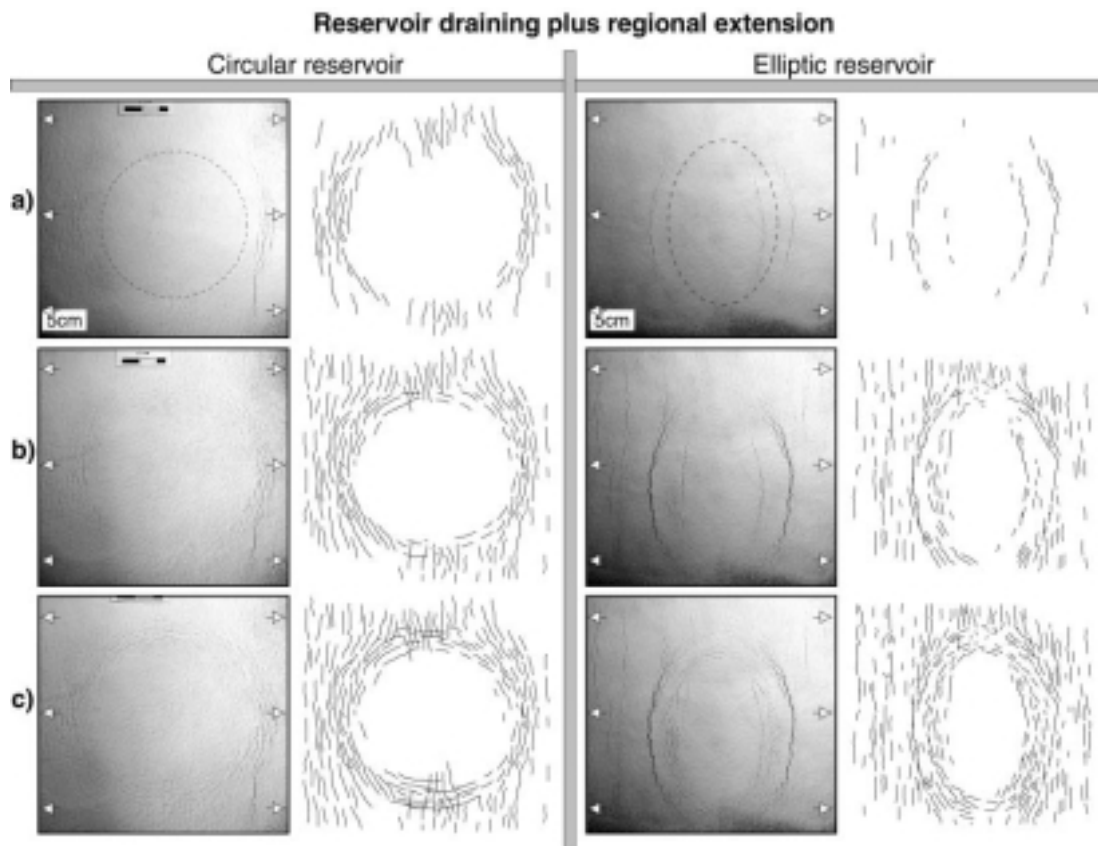 Reservoir draining plus regional extension
Circular reservoir
Elliptic reservoir
a)
5cm
5cm
b)
c)